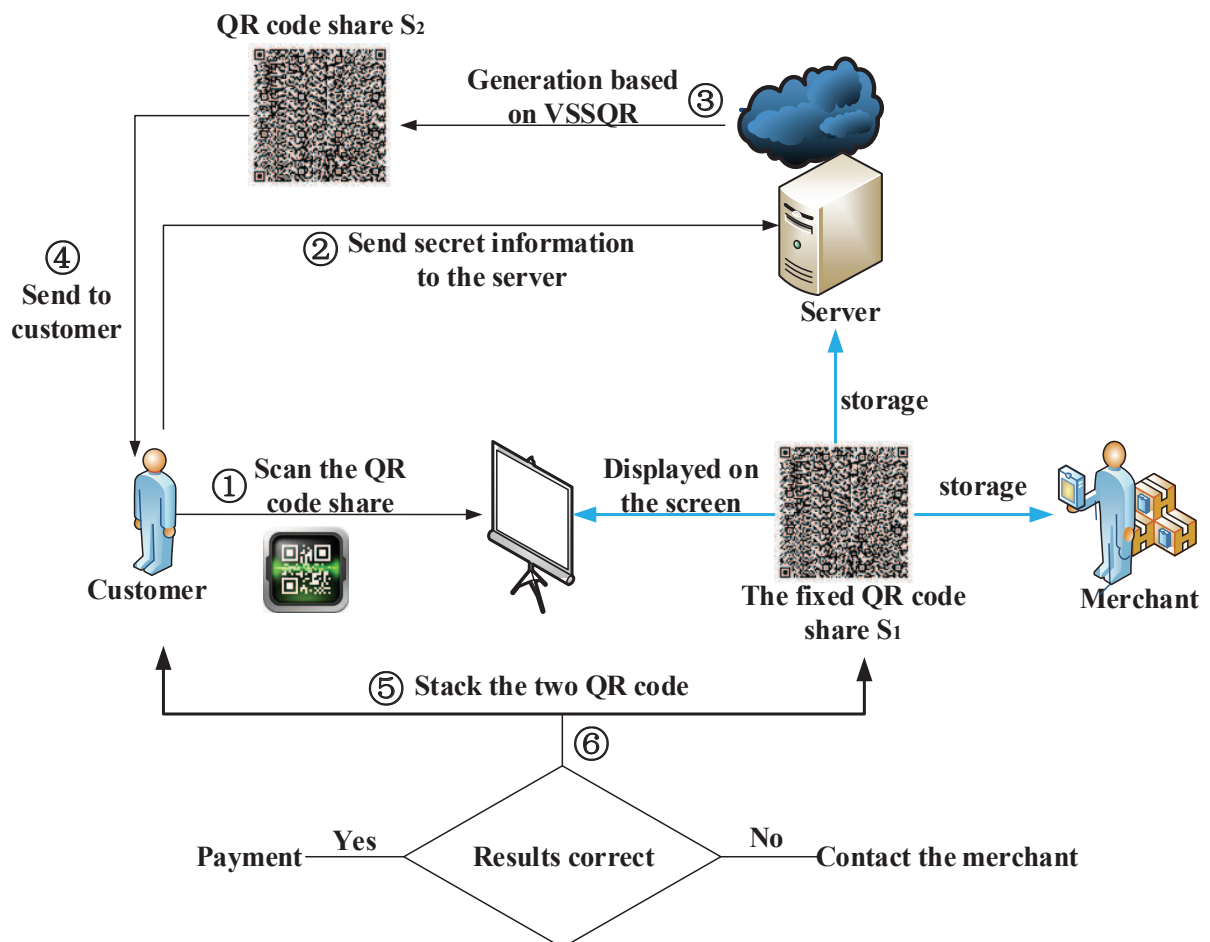 QR code share S₂
Generation based
on VSSQR
③
② Send secret information
to the server
④
Send to
customer
Server
storage
① Scan the QR
code share
Displayed on
the screen
storage
Customer
The fixed QR code
share S₁
Merchant
⑤ Stack the two QR code
⑥
Payment
Yes
Results correct
No
Contact the merchant